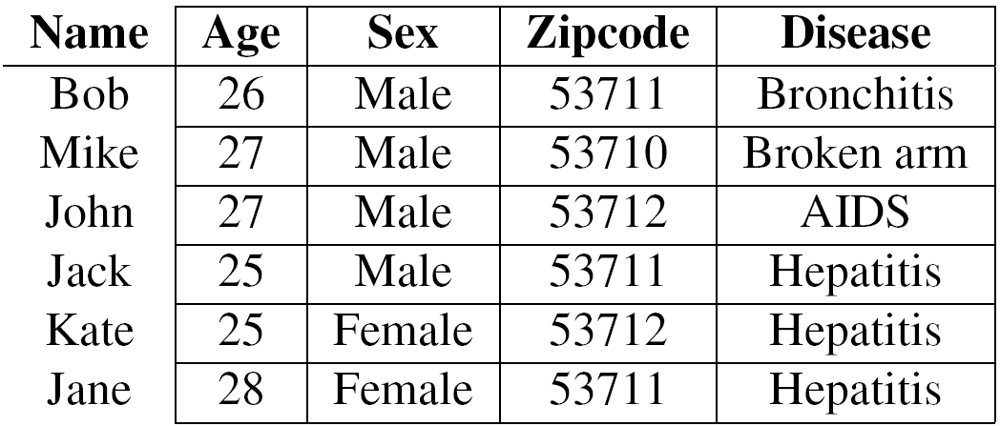 Name Age Sex Zipcode Disease
Bob 26 Male 53711 Bronchitis
Mike 27 Male 53710 Broken arm
John 27 Male 53712 AIDS
Jack 25 Male 53711 Hepatitis
Kate 25 Female 53712 Hepatitis
Jane 28 Female 53711 Hepatitis